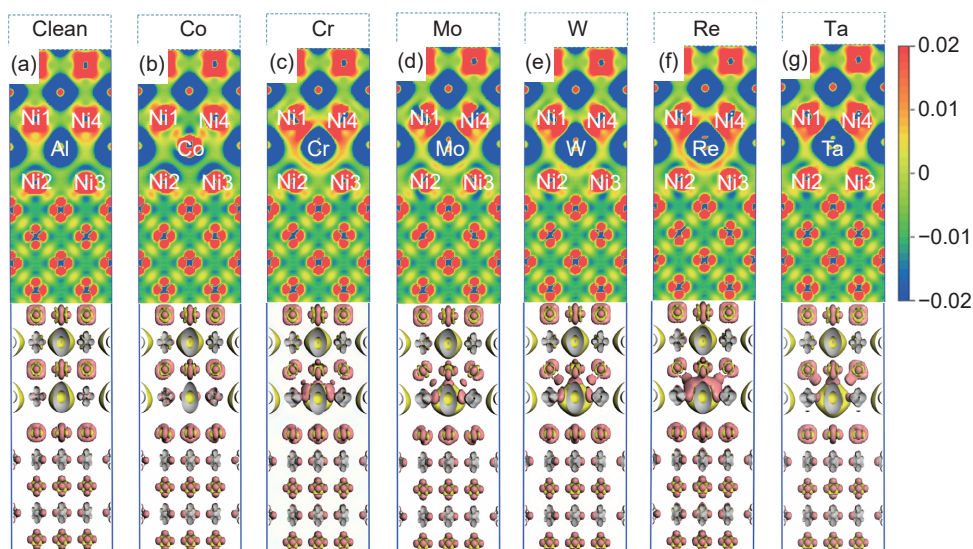 Clean Co Cr Mo W Re Ta
(a) (b) (c) (d) (e) (f) (g)
Ni1 Ni4 Ni1 Ni4 Ni1 Ni4 Ni1 Ni4 Ni1 Ni4 Ni1 Ni4 Ni1 Ni4
Al Co Cr Mo W Re Ta
Ni2 Ni3 Ni2 Ni3 Ni2 Ni3 Ni2 Ni3 Ni2 Ni3 Ni2 Ni3 Ni2 Ni3
0.02
0.01
0
−0.01
−0.02